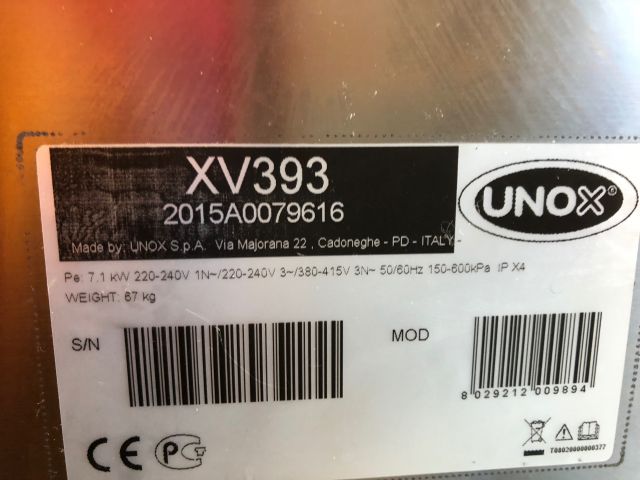 XV393
2015A0079616
Made by: UNOX S.p.A. Via Majorana 22 , Cadoneghe - PD - ITALY -
UNOX®
Pe: 7.1 kW 220-240V 1N~/220-240V 3~/380-415V 3N~ 50/60Hz 150-600kPa IP X4
WEIGHT: 67 kg
S/N
MOD
8 029212 009894
CE
T08020000000377